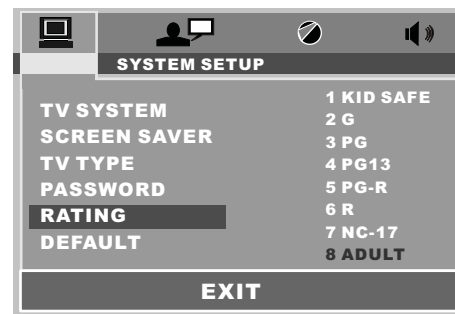 SYSTEM SETUP
TV SYSTEM
SCREEN SAVER
TV TYPE
PASSWORD
RATING
DEFAULT
1 KID SAFE
2 G
3 PG
4 PG13
5 PG-R
6 R
7 NC-17
8 ADULT
EXIT